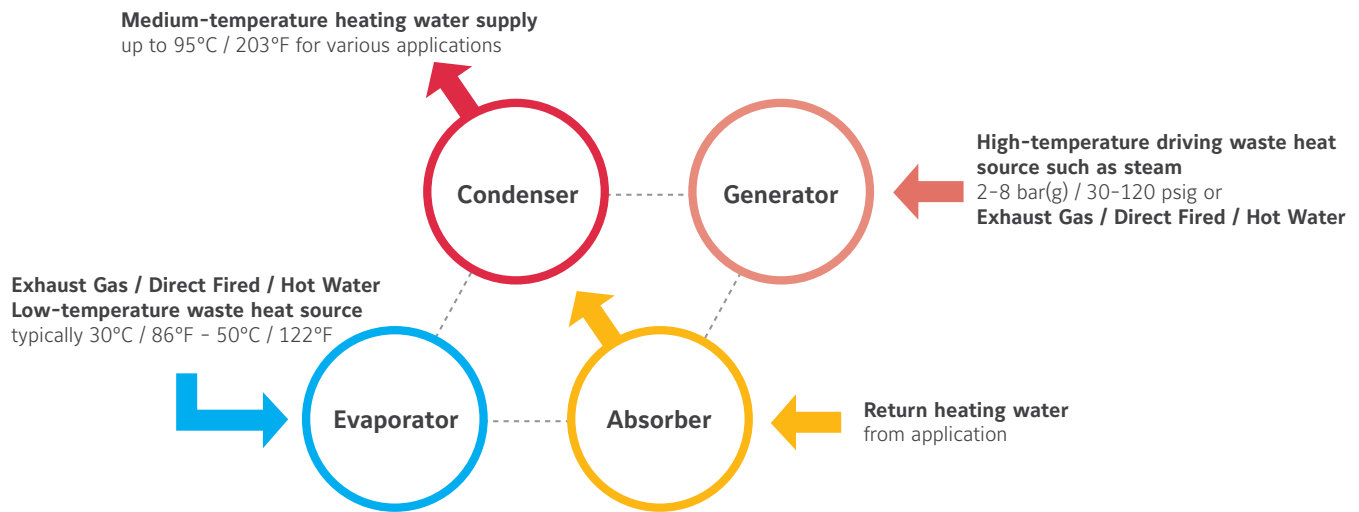 Medium-temperature heating water supply
up to 95°C / 203°F for various applications
Condenser
Generator
High-temperature driving waste heat
source such as steam
2-8 bar(g) / 30-120 psig or
Exhaust Gas / Direct Fired / Hot Water
Exhaust Gas / Direct Fired / Hot Water
Low-temperature waste heat source
typically 30°C / 86°F - 50°C / 122°F
Evaporator
Absorber
Return heating water
from application